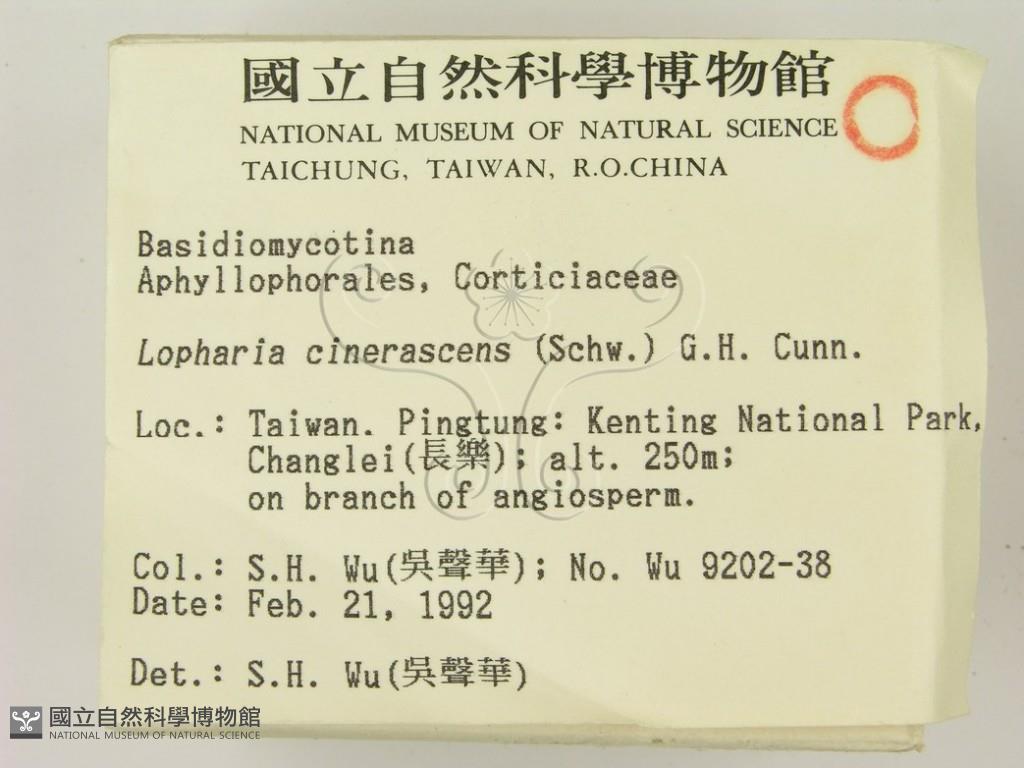 國立自然科學博物館
NATIONAL MUSEUM OF NATURAL SCIENCE
TAICHUNG, TAIWAN, R.O.CHINA
Basidiomycotina
Aphyllophorales, Corticiaceae
Lopharia cinerascens (Schw.) G.H. Cunn.
Loc.: Taiwan. Pingtung: Kenting National Park,
Changlei(長樂); alt. 250m;
on branch of angiosperm.
Col.: S.H. Wu(吳聲華); No. Wu 9202-38
Date: Feb. 21, 1992
Det.: S.H. Wu(吳聲華)
國立自然科學博物館
NATIONAL MUSEUM OF NATURAL SCIENCE